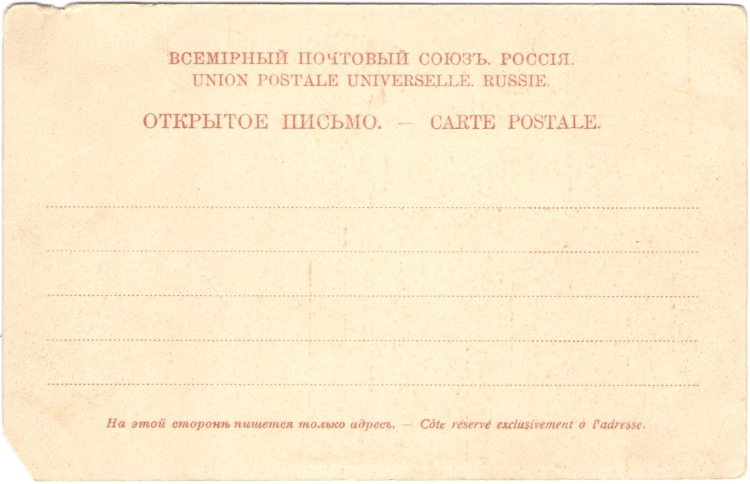 ВСЕМІРНЫЙ ПОЧТОВЫЙ СОЮЗЪ. РОССІЯ.
UNION POSTALE UNIVERSELLE. RUSSIE.
ОТКРЫТОЕ ПИСЬМО. — CARTE POSTALE.
На этой сторонѣ пишется только адресъ. — Côte réservé exclusivement à l'adresse.